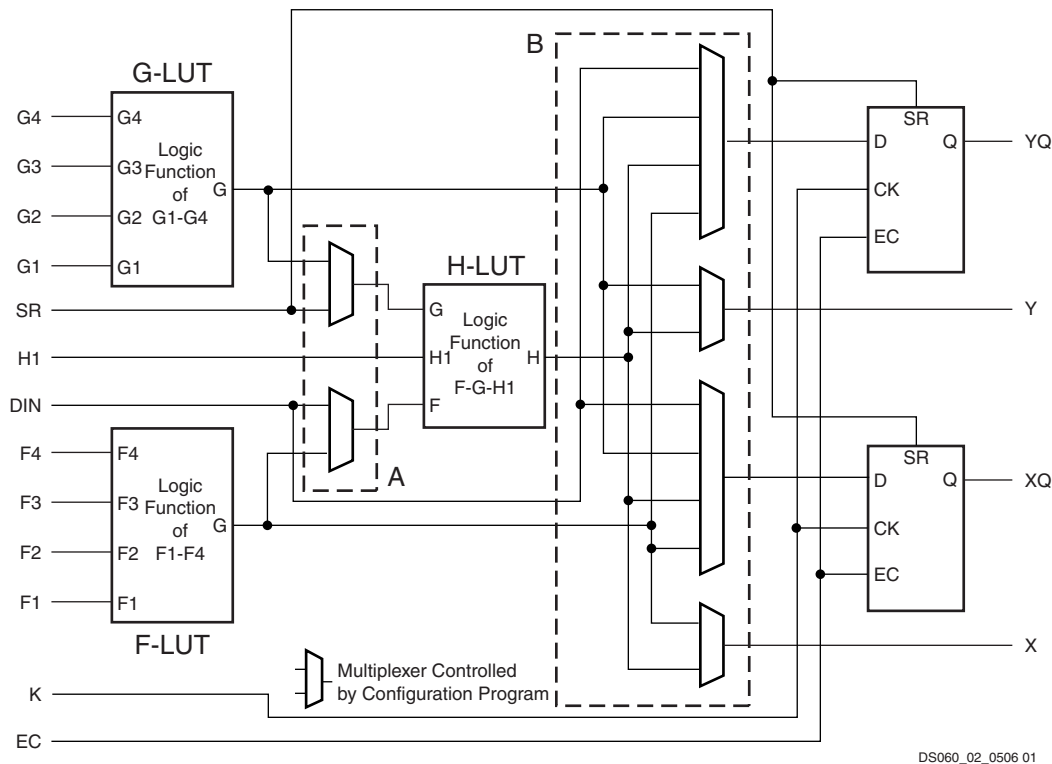 B
G-LUT
G4
G4
Logic
G3
G3
Function
of
G
G2
G2
G1-G4
G1
G1
SR
D
Q
YQ
CK
EC
SR
H-LUT
G
Logic
Function
H1
H1
of
H
F-G-H1
F
Y
DIN
A
F4
F4
Logic
F3
F3
Function
of
G
F2
F2
F1-F4
F1
F1
F-LUT
SR
D
Q
XQ
CK
EC
X
Multiplexer Controlled
by Configuration Program
K
EC
DS060_02_0506 01